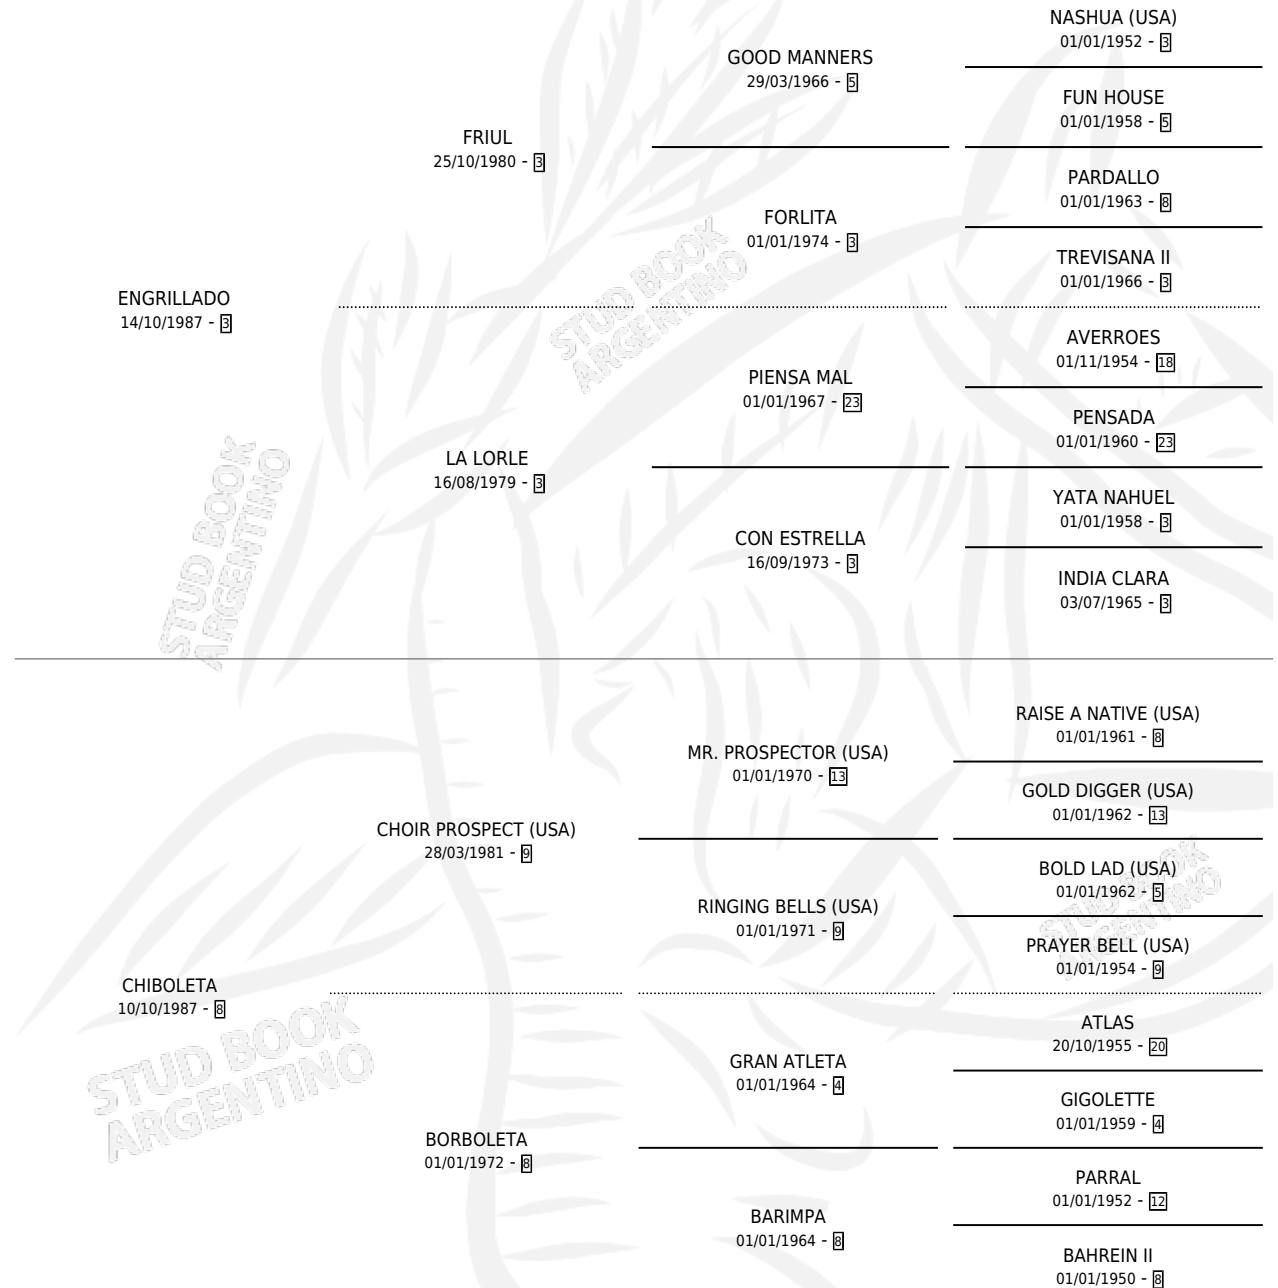 NASHUA (USA)
01/01/1952 - 3
GOOD MANNERS
29/03/1966 - 5
FUN HOUSE
01/01/1958 - 5
FRIUL
25/10/1980 - 3
PARDALLO
01/01/1963 - 8
FORLITA
01/01/1974 - 3
TREVISANA II
01/01/1966 - 3
ENGRILLADO
14/10/1987 - 3
AVERROES
01/11/1954 - 18
PIENSA MAL
01/01/1967 - 23
PENSADA
01/01/1960 - 23
LA LORLE
16/08/1979 - 3
YATA NAHUEL
01/01/1958 - 3
CON ESTRELLA
16/09/1973 - 3
INDIA CLARA
03/07/1965 - 3
RAISE A NATIVE (USA)
01/01/1961 - 8
MR. PROSPECTOR (USA)
01/01/1970 - 13
GOLD DIGGER (USA)
01/01/1962 - 13
CHOIR PROSPECT (USA)
28/03/1981 - 9
BOLD LAD (USA)
01/01/1962 - 5
RINGING BELLS (USA)
01/01/1971 - 9
PRAYER BELL (USA)
01/01/1954 - 9
CHIBOLETA
10/10/1987 - 8
ATLAS
20/10/1955 - 20
GRAN ATLETA
01/01/1964 - 4
GIGOLETTE
01/01/1959 - 4
BORBOLETA
01/01/1972 - 8
PARRAL
01/01/1952 - 12
BARIMPA
01/01/1964 - 8
BAHREIN II
01/01/1950 - 8
STUD BOOK
ARGENTINO
STUD BOOK
ARGENTINO
STUD BOOK
ARGENTINO
STUD BOOK
ARGENTINO